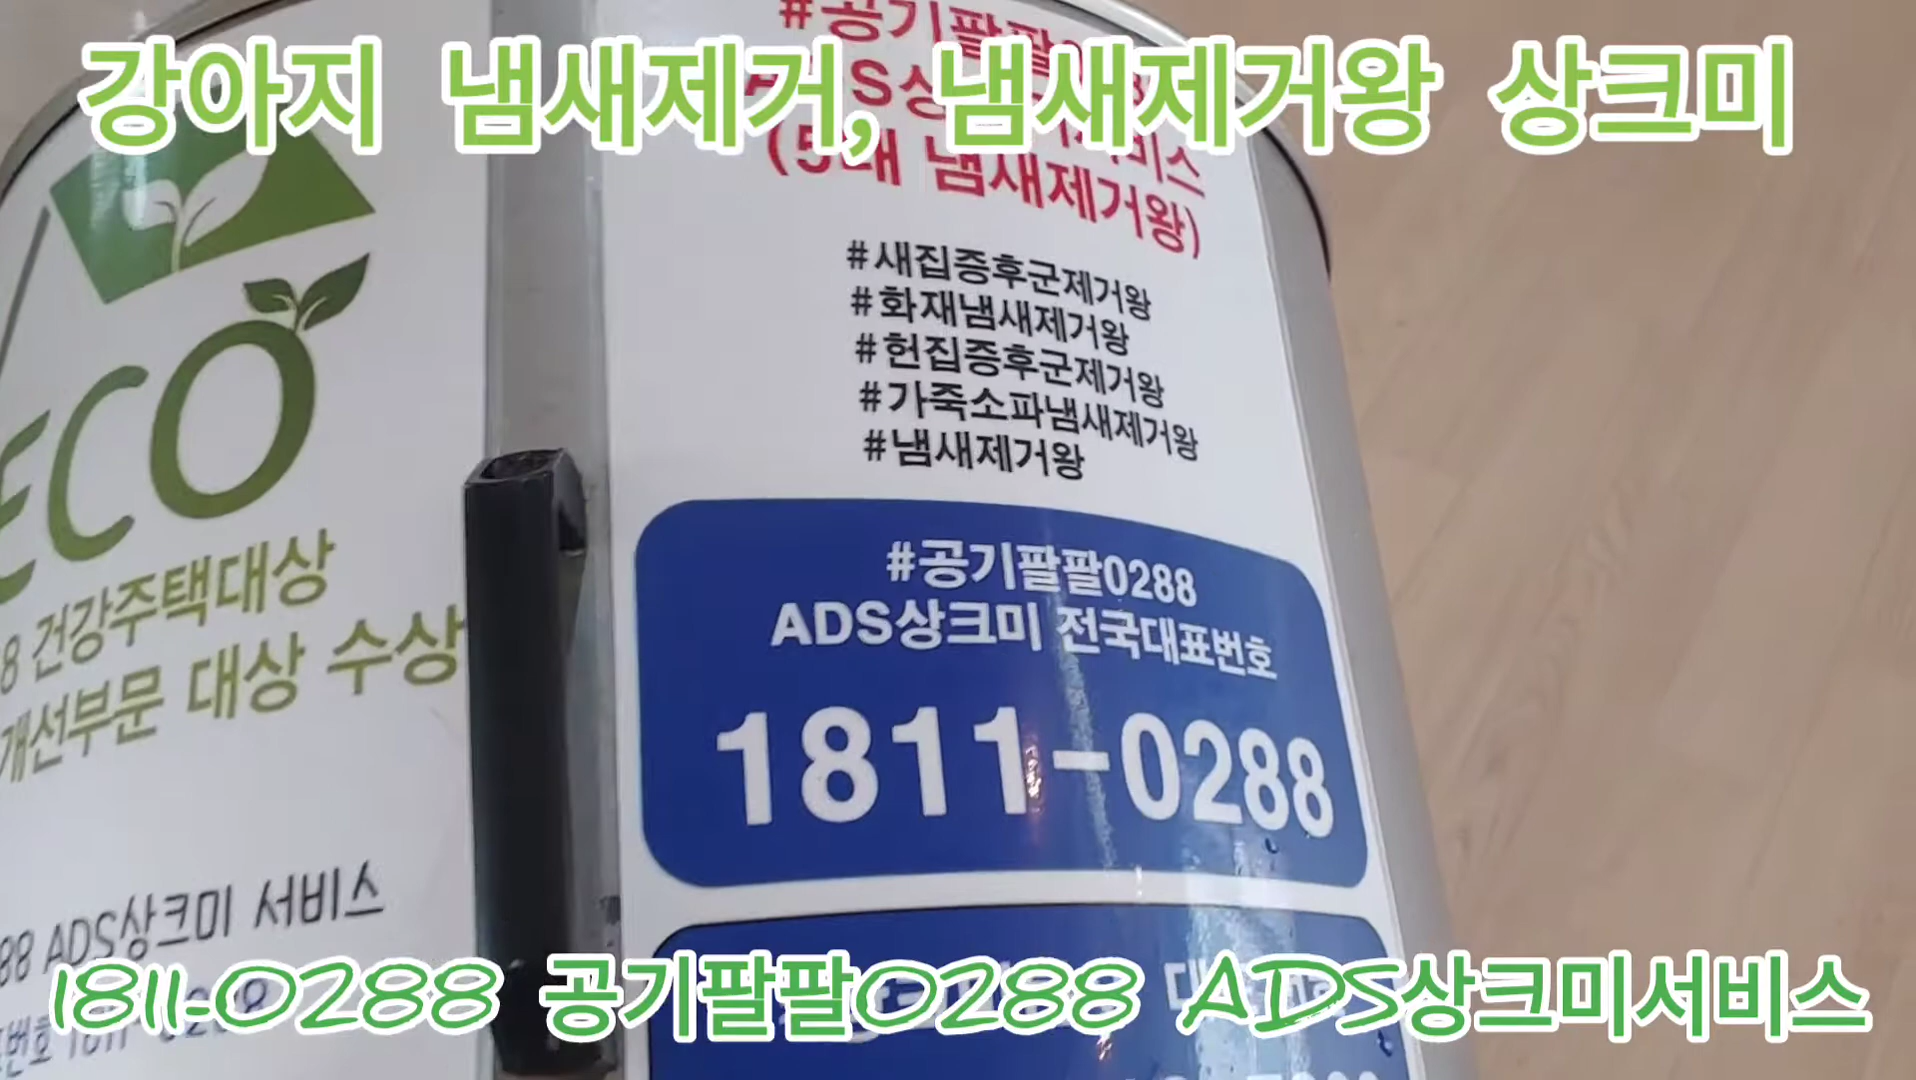 강아지 냄새제거, 냄새제거왕 상크미
#공기팔팔
(5대 냄새제거왕)
#새집증후군제거왕
#화재냄새제거왕
#헌집증후군제거왕
#가죽소파냄새제거왕
#냄새제거왕
#공기팔팔0288
ADS상크미 전국대표번호
1811-0288
ECO
8 건강주택대상
개선부문 대상 수상
88 ADS상크미 서비스
1811-0288 공기팔팔0288 ADS상크미서비스